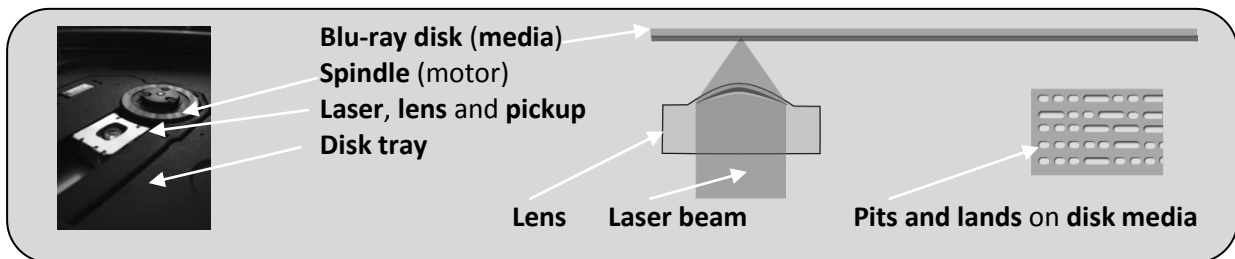 Blu-ray disk (media)
Spindle (motor)
Laser, lens and pickup
Disk tray
Lens
Laser beam
Pits and lands on disk media